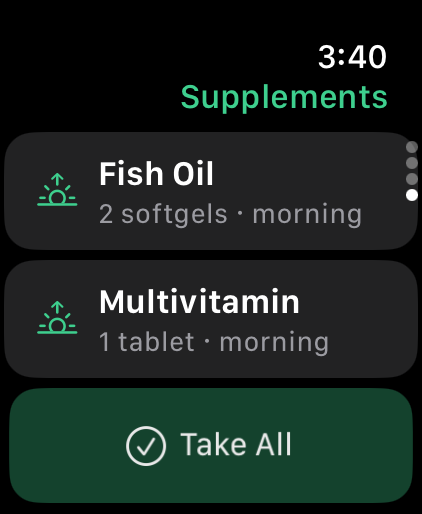 3:40
Supplements
Fish Oil
2 softgels · morning
Multivitamin
1 tablet · morning
Take All